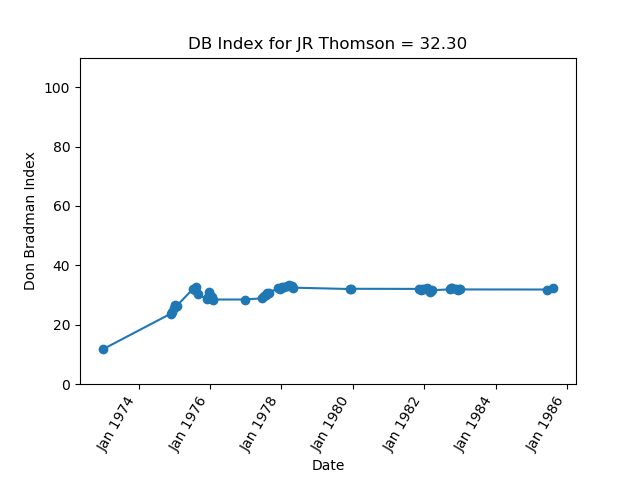 DB Index for JR Thomson = 32.30
Don Bradman Index
100
80
60
40
20
0
Jan 1974
Jan 1976
Jan 1978
Jan 1980
Jan 1982
Jan 1984
Jan 1986
Date